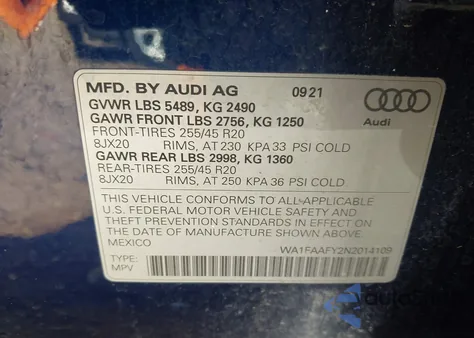 MFD. BY AUDI AG 09 21
GVWR LBS 5489, KG 2490
GAWR FRONT LBS 2756, KG 1250
FRONT-TIRES 255/45 R20
8JX20 RIMS, AT 230 KPA 33 PSI COLD
GAWR REAR LBS 2998, KG 1360
REAR-TIRES 255/45 R20
8JX20 RIMS, AT 250 KPA 36 PSI COLD
Audi
THIS VEHICLE CONFORMS TO ALL-APPLICABLE
U.S. FEDERAL MOTOR VEHICLE SAFETY AND
THEFT PREVENTION STANDARDS IN EFFECT ON
THE DATE OF MANUFACTURE SHOWN ABOVE
MEXICO
WA1FAAFY2N2014109
TYPE:
MPV